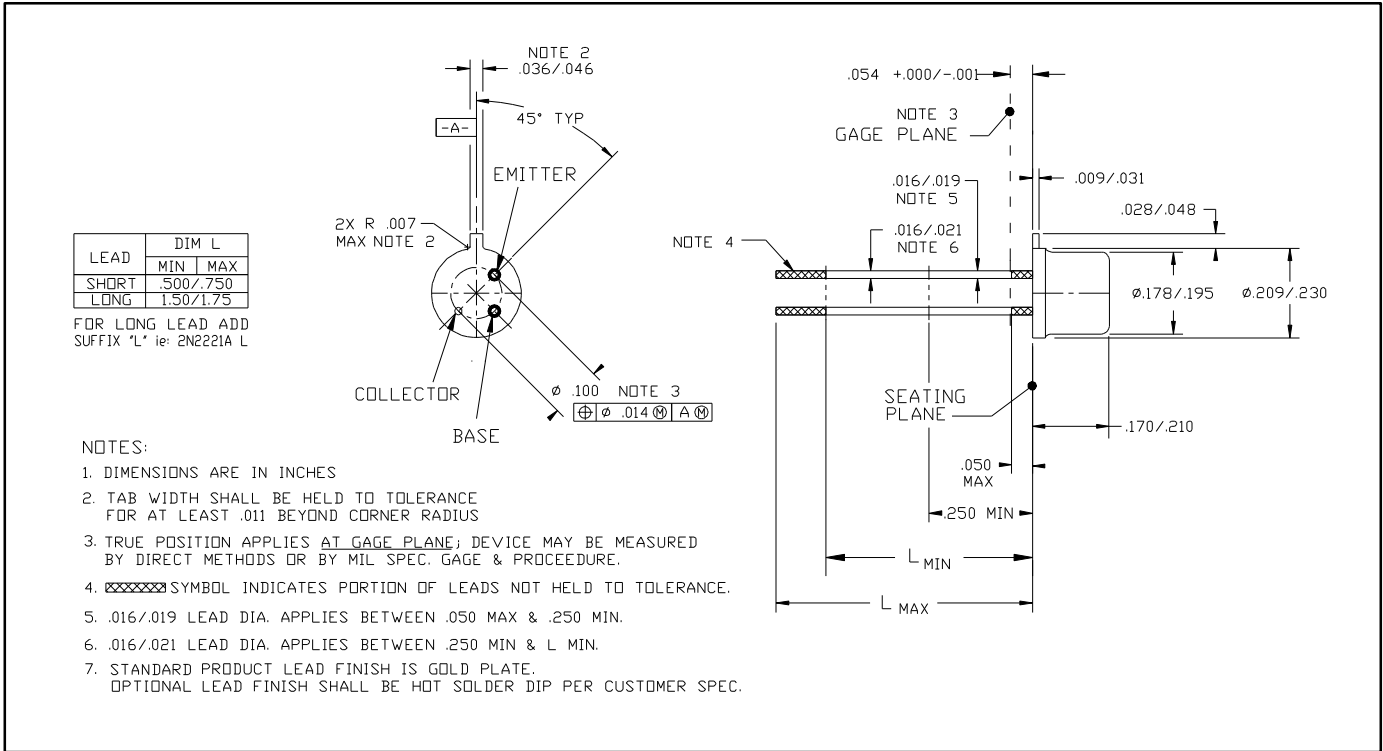 NOTE 2
.036/.046
45° TYP
-A-
EMITTER
2X R .007
MAX NOTE 2
LEAD
DIM L
MIN MAX
SHORT .500/.750
LONG 1.50/1.75
FOR LONG LEAD ADD
SUFFIX "L" ie: 2N2221A L
COLLECTOR
BASE
ø .100 NOTE 3
⌖ ø .014 Ⓜ A Ⓜ
.054 +.000/-.001
NOTE 3
GAGE PLANE
.016/.019
NOTE 5
.016/.021
NOTE 6
NOTE 4
.009/.031
.028/.048
ø.178/.195
ø.209/.230
SEATING
PLANE
.170/.210
.050
MAX
.250 MIN
L MIN
L MAX
NOTES:
1. DIMENSIONS ARE IN INCHES
2. TAB WIDTH SHALL BE HELD TO TOLERANCE
FOR AT LEAST .011 BEYOND CORNER RADIUS
3. TRUE POSITION APPLIES AT GAGE PLANE; DEVICE MAY BE MEASURED
BY DIRECT METHODS OR BY MIL SPEC. GAGE & PROCEEDURE.
4. SYMBOL INDICATES PORTION OF LEADS NOT HELD TO TOLERANCE.
5. .016/.019 LEAD DIA. APPLIES BETWEEN .050 MAX & .250 MIN.
6. .016/.021 LEAD DIA. APPLIES BETWEEN .250 MIN & L MIN.
7. STANDARD PRODUCT LEAD FINISH IS GOLD PLATE.
OPTIONAL LEAD FINISH SHALL BE HOT SOLDER DIP PER CUSTOMER SPEC.